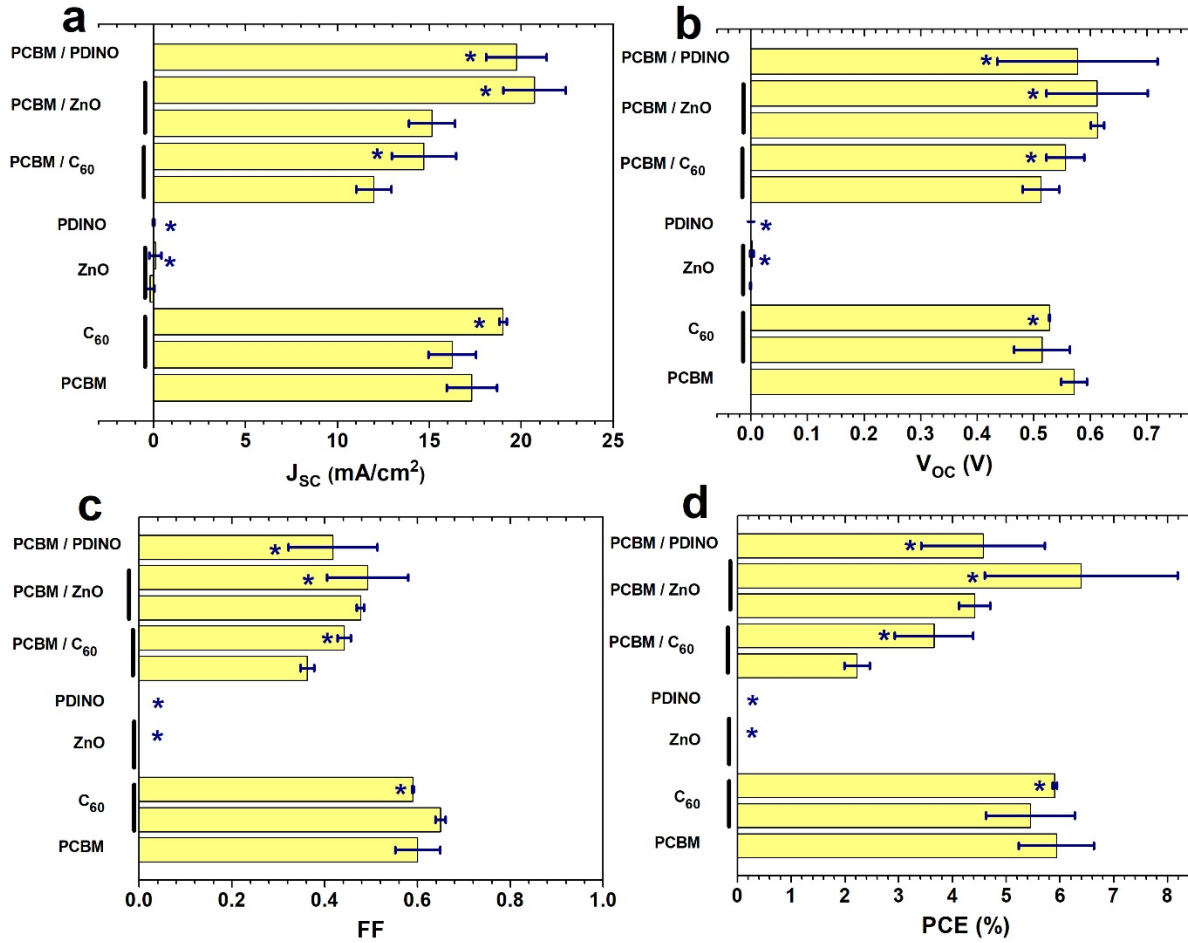 a
PCBM / PDINO
*
PCBM / ZnO
*
PCBM / C₆₀
*
PDINO
*
ZnO
*
C₆₀
*
PCBM
0 5 10 15 20 25
J_SC (mA/cm²)
b
PCBM / PDINO
*
PCBM / ZnO
*
PCBM / C₆₀
*
PDINO
*
ZnO
*
C₆₀
*
PCBM
0.0 0.1 0.2 0.3 0.4 0.5 0.6 0.7
V_OC (V)
c
PCBM / PDINO
*
PCBM / ZnO
*
PCBM / C₆₀
*
PDINO
*
ZnO
*
C₆₀
*
PCBM
0.0 0.2 0.4 0.6 0.8 1.0
FF
d
PCBM / PDINO
*
PCBM / ZnO
*
PCBM / C₆₀
*
PDINO
*
ZnO
*
C₆₀
*
PCBM
0 1 2 3 4 5 6 7 8
PCE (%)